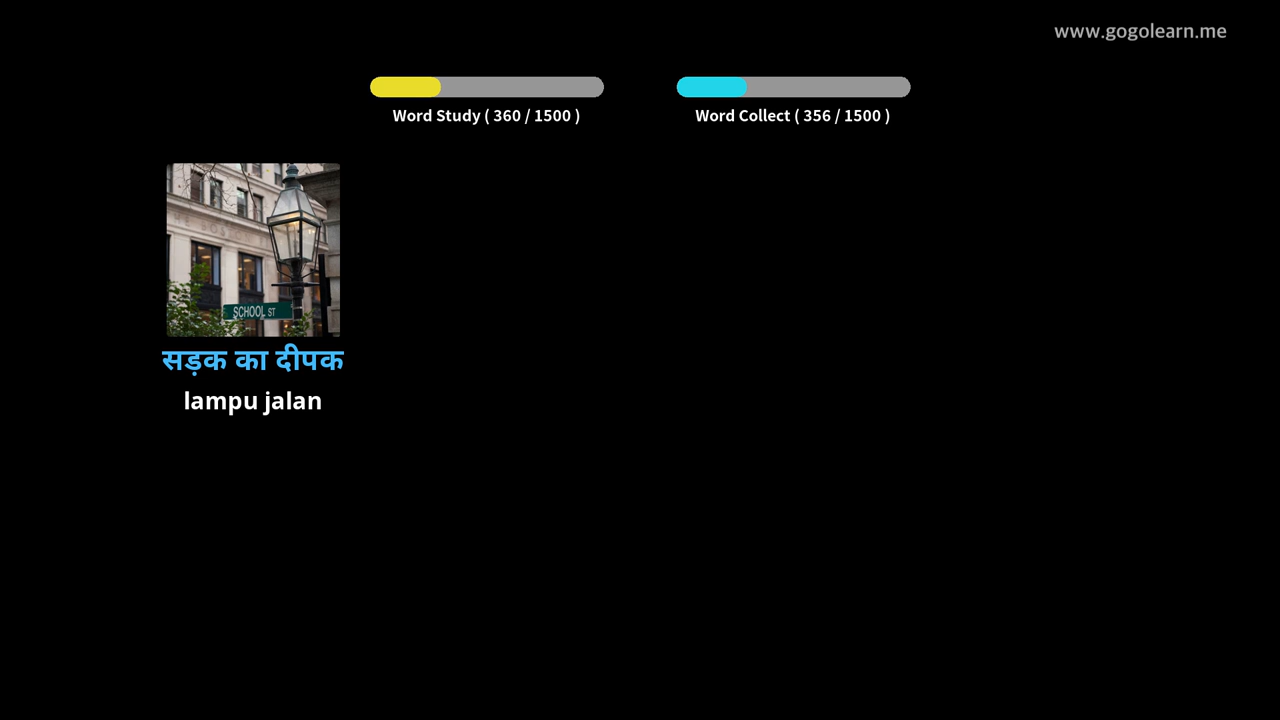 www.gogolearn.me
Word Study ( 360 / 1500 )
Word Collect ( 356 / 1500 )
SCHOOL ST
सड़क का दीपक
lampu jalan